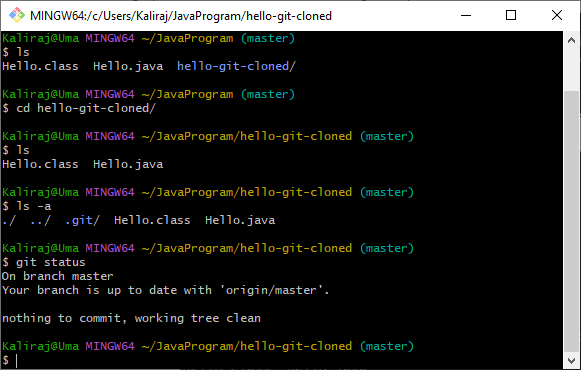 MINGW64:/c/Users/Kaliraj/JavaProgram/hello-git-cloned
Kaliraj@Uma MINGW64 ~/JavaProgram (master)
$ ls
Hello.class  Hello.java  hello-git-cloned/
Kaliraj@Uma MINGW64 ~/JavaProgram (master)
$ cd hello-git-cloned/
Kaliraj@Uma MINGW64 ~/JavaProgram/hello-git-cloned (master)
$ ls
Hello.class  Hello.java
Kaliraj@Uma MINGW64 ~/JavaProgram/hello-git-cloned (master)
$ ls -a
./  ../  .git/  Hello.class  Hello.java
Kaliraj@Uma MINGW64 ~/JavaProgram/hello-git-cloned (master)
$ git status
On branch master
Your branch is up to date with 'origin/master'.
nothing to commit, working tree clean
Kaliraj@Uma MINGW64 ~/JavaProgram/hello-git-cloned (master)
$